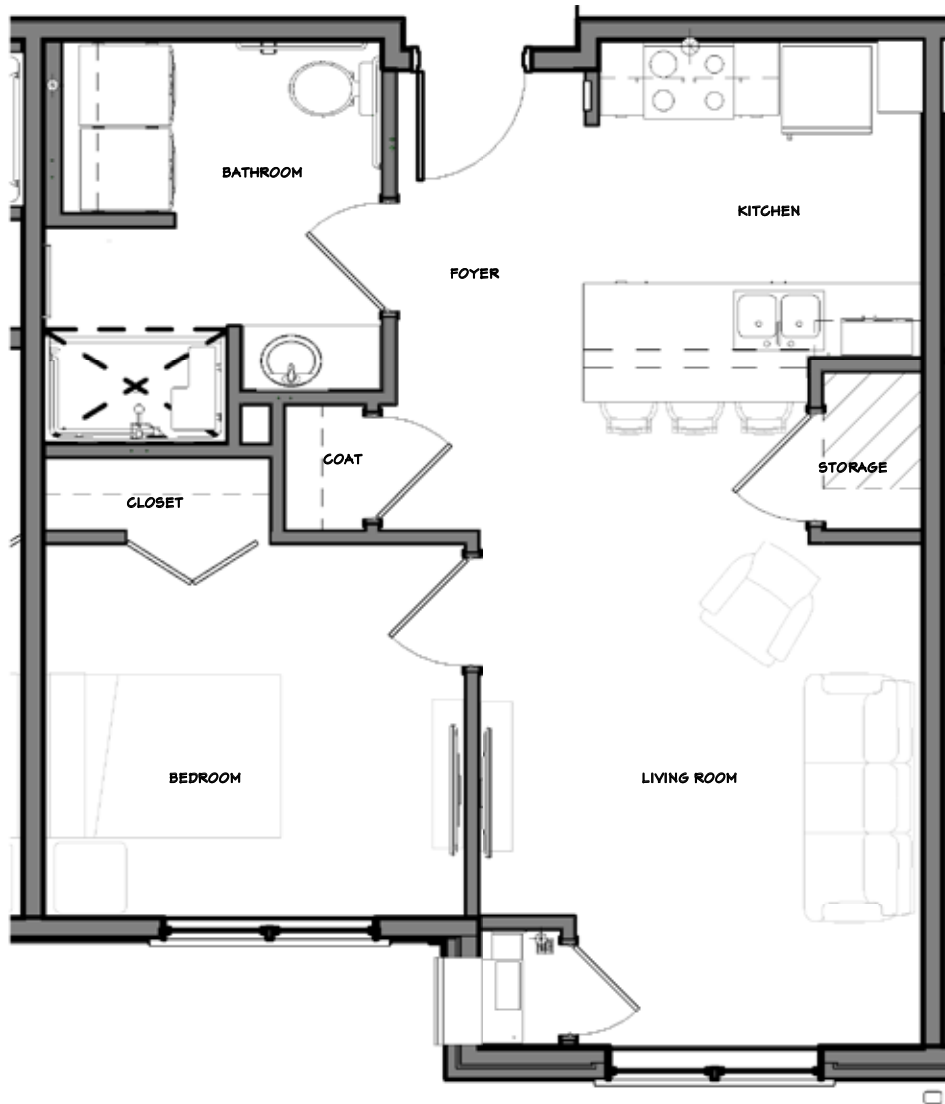 BATHROOM
KITCHEN
FOYER
COAT
STORAGE
CLOSET
BEDROOM
LIVING ROOM